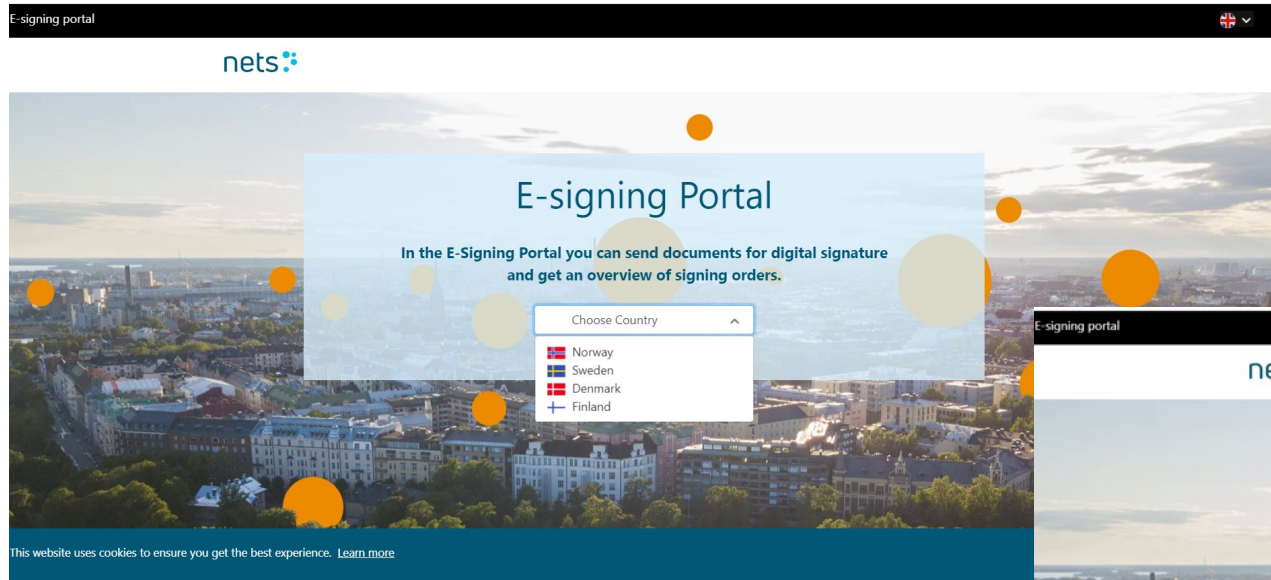 E-signing portal
nets
E-signing Portal
In the E-Signing Portal you can send documents for digital signature
and get an overview of signing orders.
Choose Country
Norway
Sweden
Denmark
Finland
This website uses cookies to ensure you get the best experience. Learn more
E-signing portal
ne